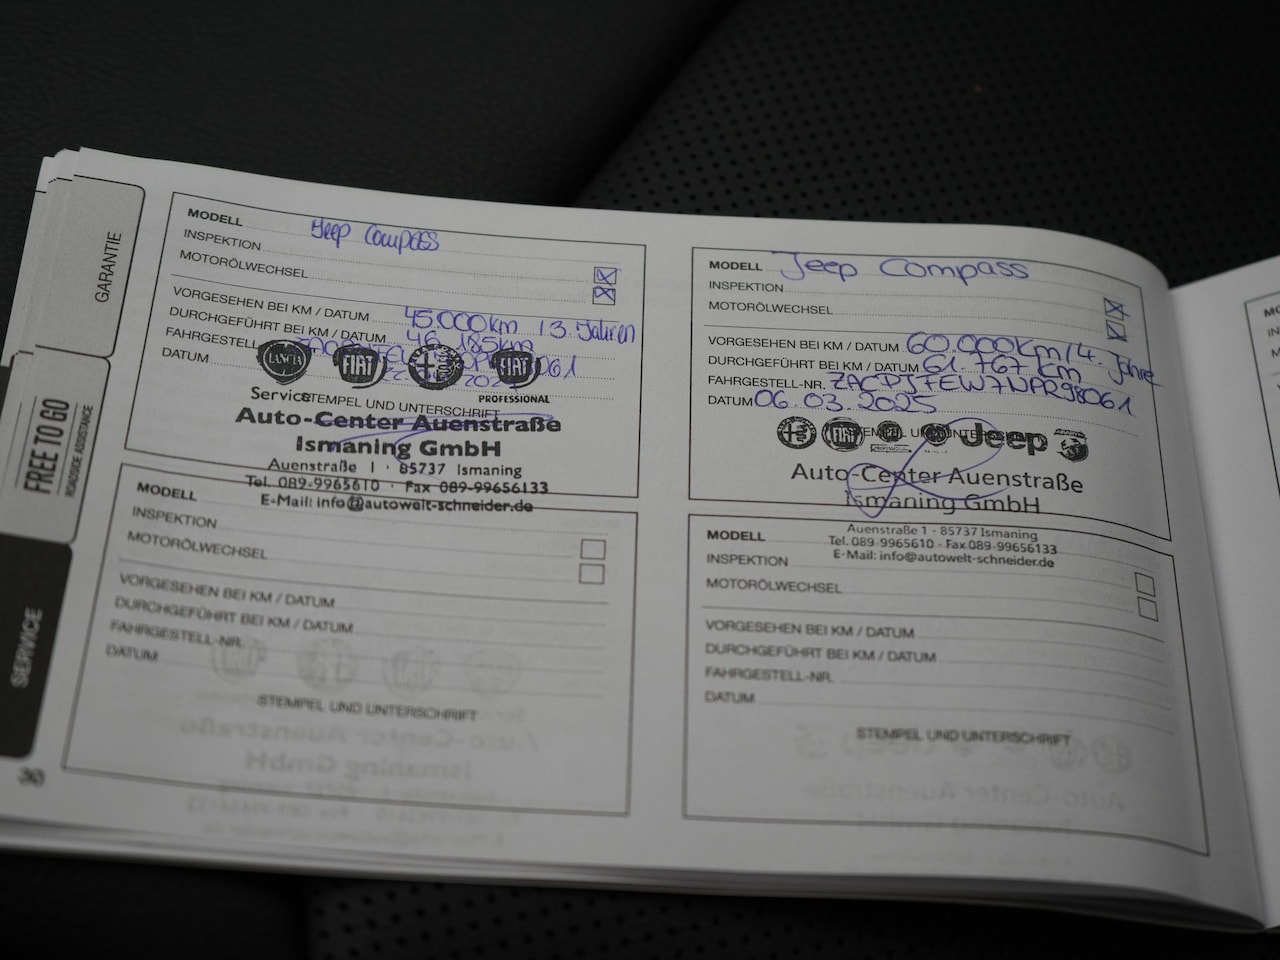 GARANTIE
FREE TO GO
ROADSIDE ASSISTANCE
SERVICE
30
MODELL Jeep Compass
INSPEKTION
MOTORÖLWECHSEL
VORGESEHEN BEI KM / DATUM 45.000km / 3. Jahren
DURCHGEFÜHRT BEI KM / DATUM 46.185km
FAHRGESTELL
DATUM
LANCIA FIAT FIAT
Service PROFESSIONAL
STEMPEL UND UNTERSCHRIFT
Auto-Center Auenstraße
Ismaning GmbH
Auenstraße 1 · 85737 Ismaning
Tel. 089-9965610 · Fax 089-99656133
E-Mail: info@autowelt-schneider.de
MODELL Jeep Compass
INSPEKTION
MOTORÖLWECHSEL
VORGESEHEN BEI KM / DATUM 60.000km/4. Jahre
DURCHGEFÜHRT BEI KM / DATUM 61.767 km
FAHRGESTELL-NR. ZACPJFEW7NPR98061
DATUM 06.03.2025
FIAT Jeep
Auto-Center Auenstraße
Ismaning GmbH
Auenstraße 1 - 85737 Ismaning
Tel. 089-9965610 - Fax 089-99656133
E-Mail: info@autowelt-schneider.de
MODELL
INSPEKTION
MOTORÖLWECHSEL
VORGESEHEN BEI KM / DATUM
DURCHGEFÜHRT BEI KM / DATUM
FAHRGESTELL-NR.
DATUM
STEMPEL UND UNTERSCHRIFT
MODELL
INSPEKTION
MOTORÖLWECHSEL
VORGESEHEN BEI KM / DATUM
DURCHGEFÜHRT BEI KM / DATUM
FAHRGESTELL-NR.
DATUM
STEMPEL UND UNTERSCHRIFT